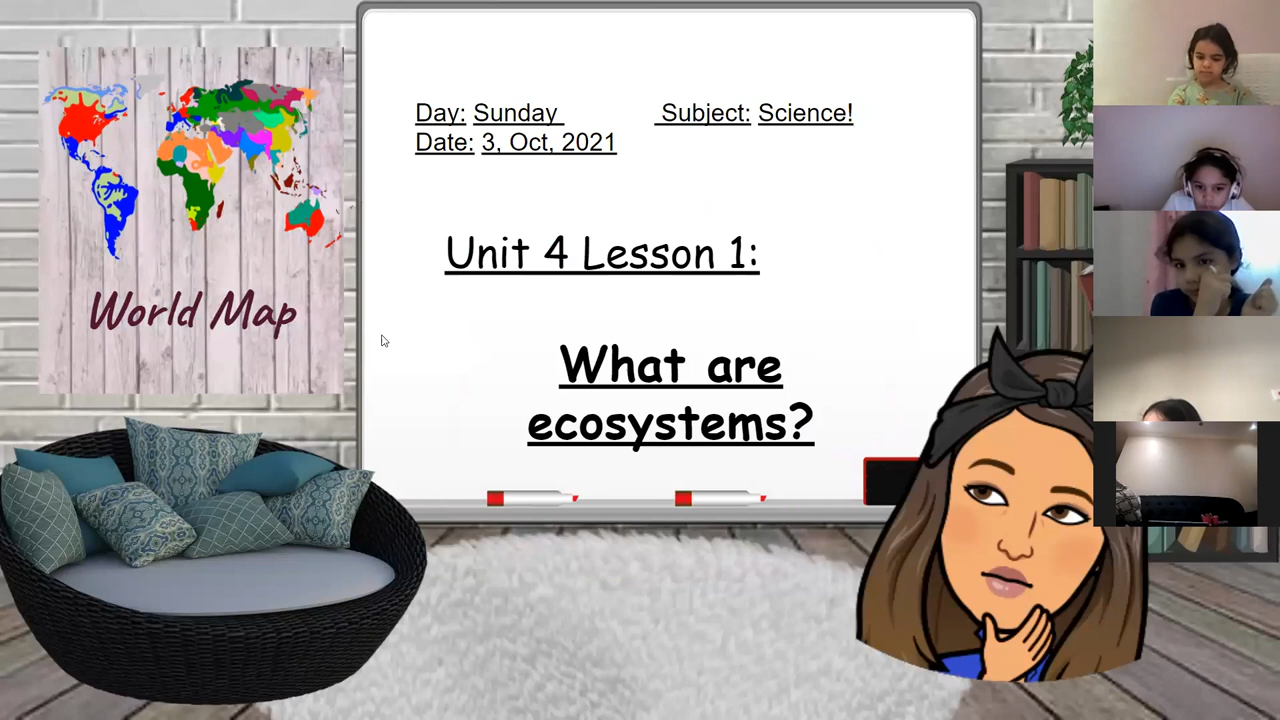 Day: Sunday Subject: Science!
Date: 3, Oct, 2021
Unit 4 Lesson 1:
What are
ecosystems?
World Map